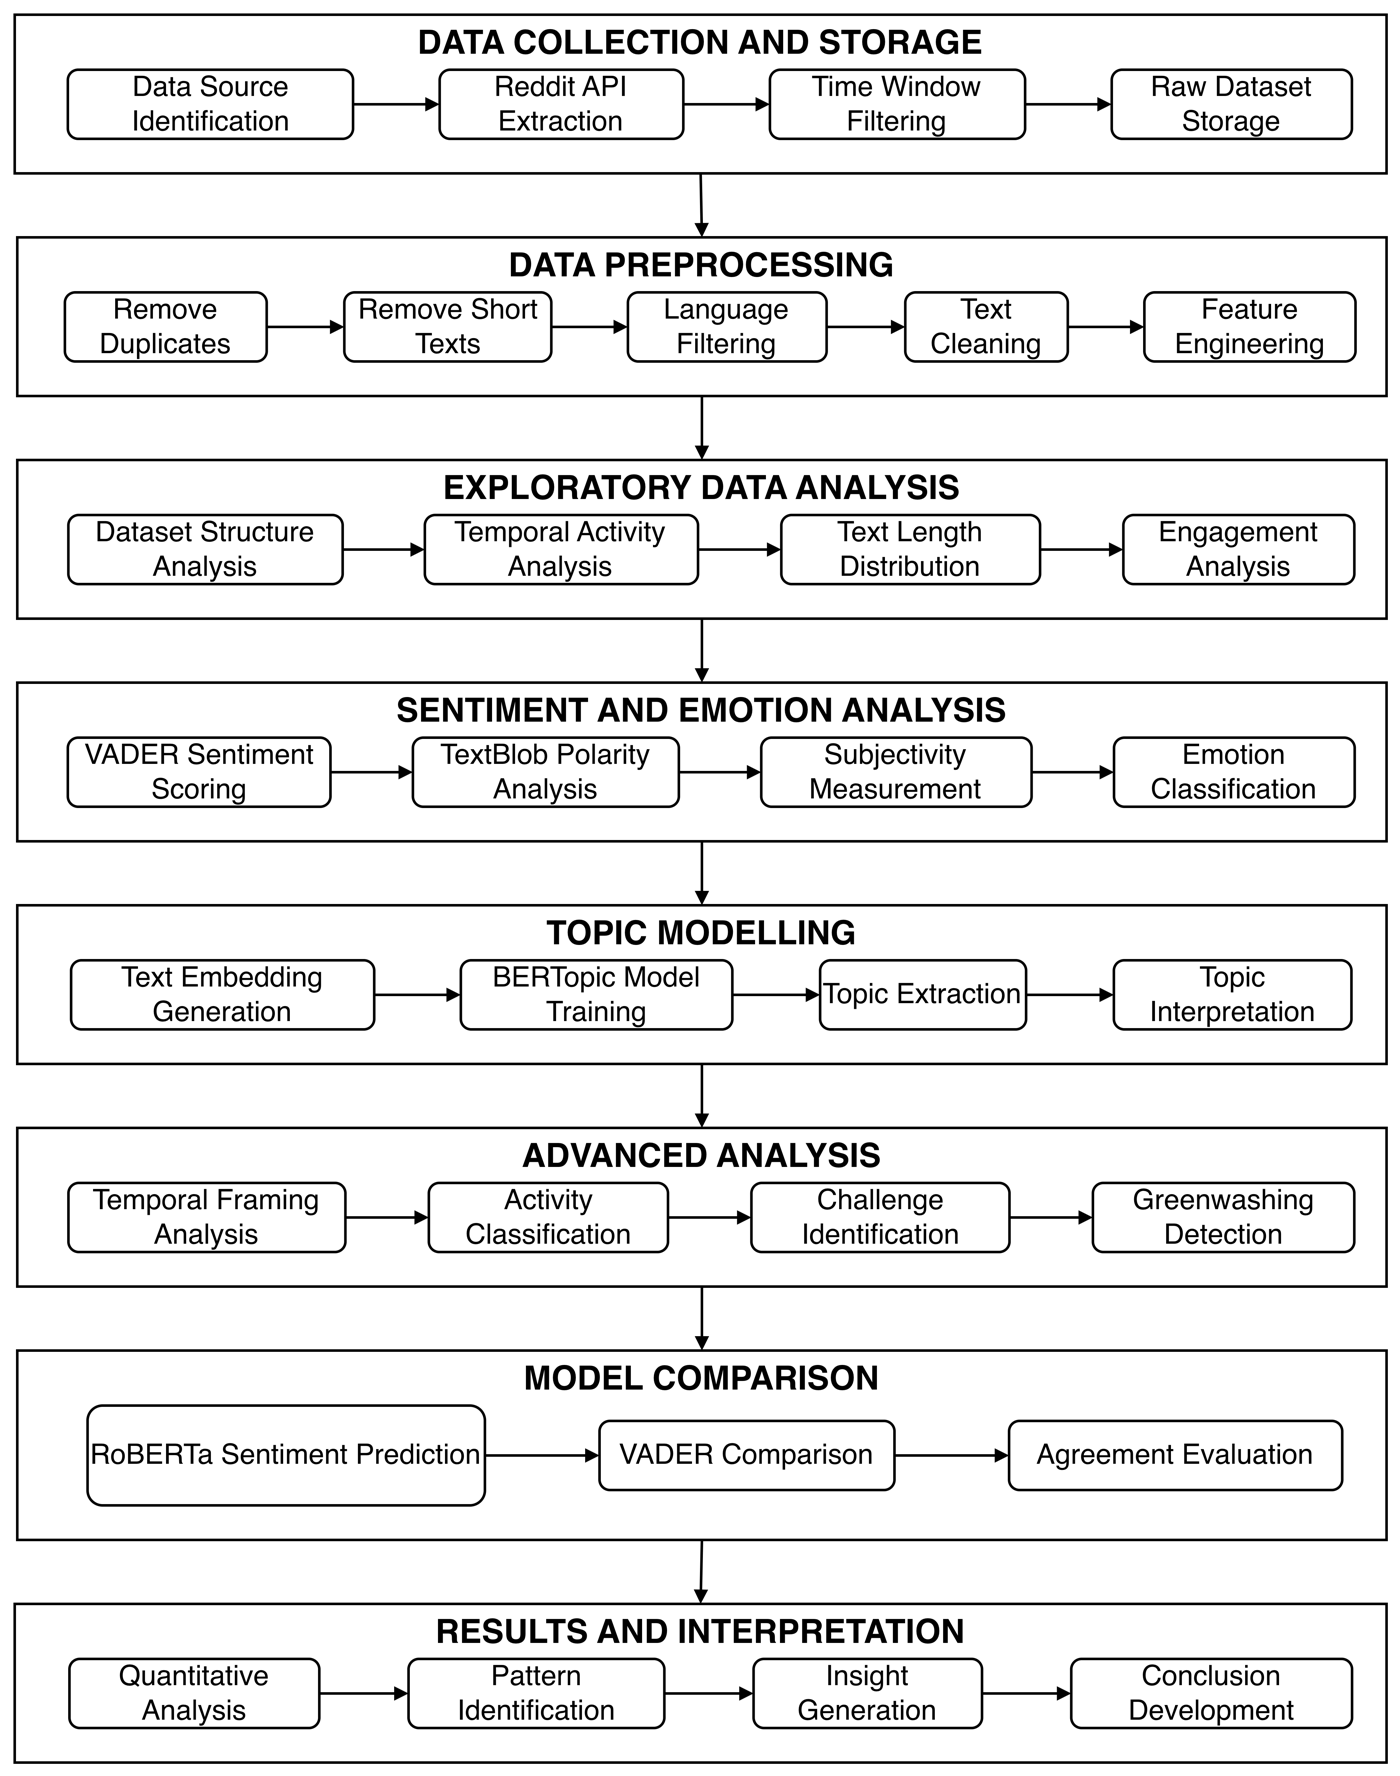 DATA COLLECTION AND STORAGE
Data Source
Identification
Reddit API
Extraction
Time Window
Filtering
Raw Dataset
Storage
DATA PREPROCESSING
Remove
Duplicates
Remove Short
Texts
Language
Filtering
Text
Cleaning
Feature
Engineering
EXPLORATORY DATA ANALYSIS
Dataset Structure
Analysis
Temporal Activity
Analysis
Text Length
Distribution
Engagement
Analysis
SENTIMENT AND EMOTION ANALYSIS
VADER Sentiment
Scoring
TextBlob Polarity
Analysis
Subjectivity
Measurement
Emotion
Classification
TOPIC MODELLING
Text Embedding
Generation
BERTopic Model
Training
Topic Extraction
Topic
Interpretation
ADVANCED ANALYSIS
Temporal Framing
Analysis
Activity
Classification
Challenge
Identification
Greenwashing
Detection
MODEL COMPARISON
RoBERTa Sentiment Prediction
VADER Comparison
Agreement Evaluation
RESULTS AND INTERPRETATION
Quantitative
Analysis
Pattern
Identification
Insight
Generation
Conclusion
Development